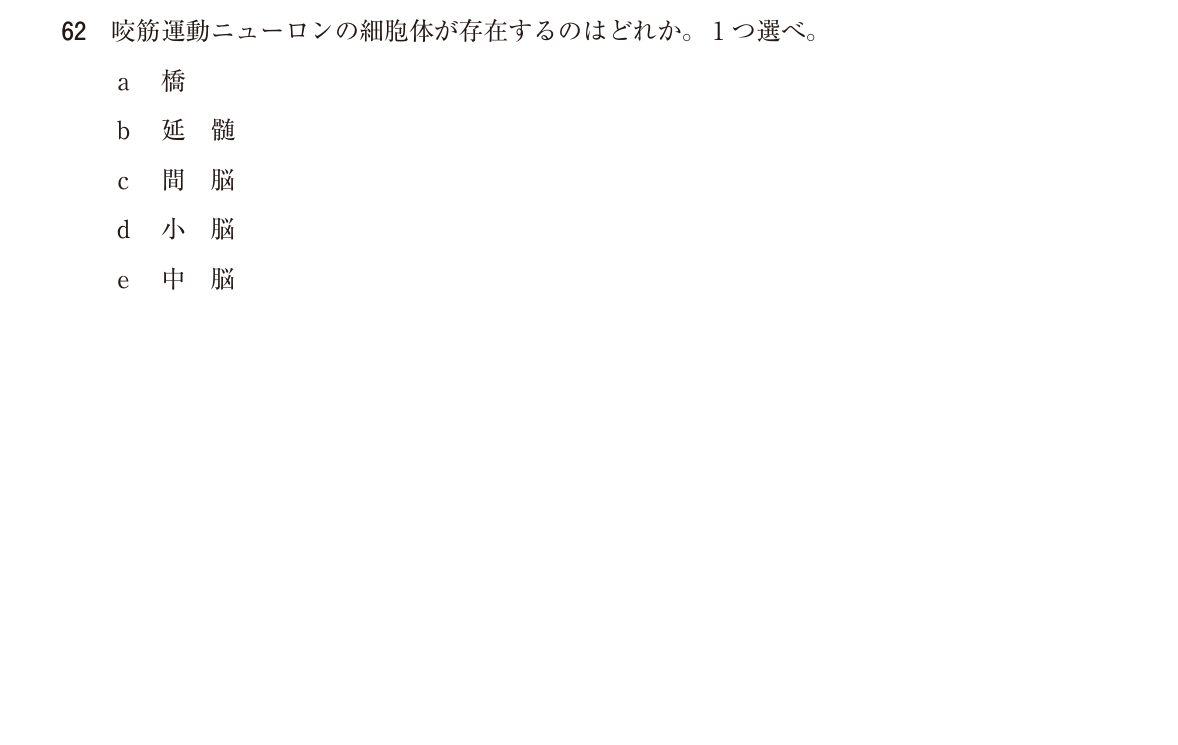 62 咬筋運動ニューロンの細胞体が存在するのはどれか。1つ選べ。
a 橋
b 延 髄
c 間 脳
d 小 脳
e 中 脳